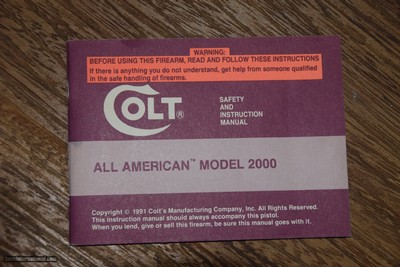 WARNING:
BEFORE USING THIS FIREARM, READ AND FOLLOW THESE INSTRUCTIONS
If there is anything you do not understand, get help from someone qualified
in the safe handling of firearms.
COLT®
SAFETY
AND
INSTRUCTION
MANUAL
ALL AMERICAN™ MODEL 2000
Copyright © 1991 Colt's Manufacturing Company, Inc. All Rights Reserved.
This instruction manual should always accompany this pistol.
When you lend, give or sell this firearm, be sure this manual goes with it.